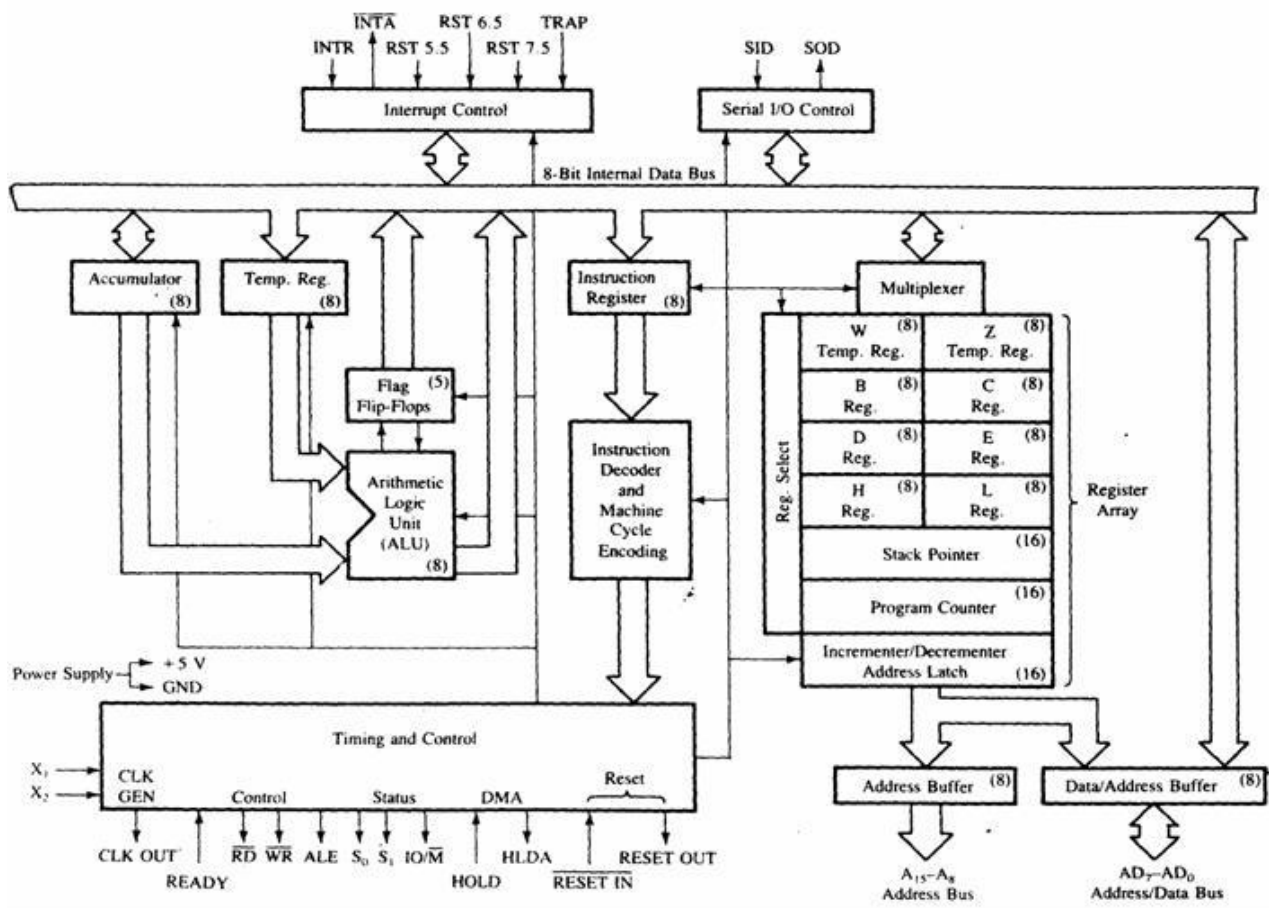 INTA
RST 6.5
TRAP
INTR
RST 5.5
RST 7.5
SID
SOD
Interrupt Control
Serial I/O Control
8-Bit Internal Data Bus
Accumulator
(8)
Temp. Reg.
(8)
Instruction
Register
(8)
Multiplexer
Flag
(5)
Flip-Flops
Arithmetic
Logic
Unit
(ALU)
(8)
Instruction
Decoder
and
Machine
Cycle
Encoding
Reg. Select
W
(8)
Temp. Reg.
Z
(8)
Temp. Reg.
B
(8)
Reg.
C
(8)
Reg.
D
(8)
Reg.
E
(8)
Reg.
H
(8)
Reg.
L
(8)
Reg.
Stack Pointer
(16)
Program Counter
(16)
Incrementer/Decrementer
Address Latch
(16)
Register
Array
Power Supply
+5 V
GND
Timing and Control
X₁
X₂
CLK
GEN
Control
Status
DMA
Reset
CLK OUT
READY
RD
WR
ALE
S₀
S₁
IO/M
HOLD
HLDA
RESET IN
RESET OUT
Address Buffer
(8)
Data/Address Buffer
(8)
A₁₅–A₈
Address Bus
AD₇–AD₀
Address/Data Bus